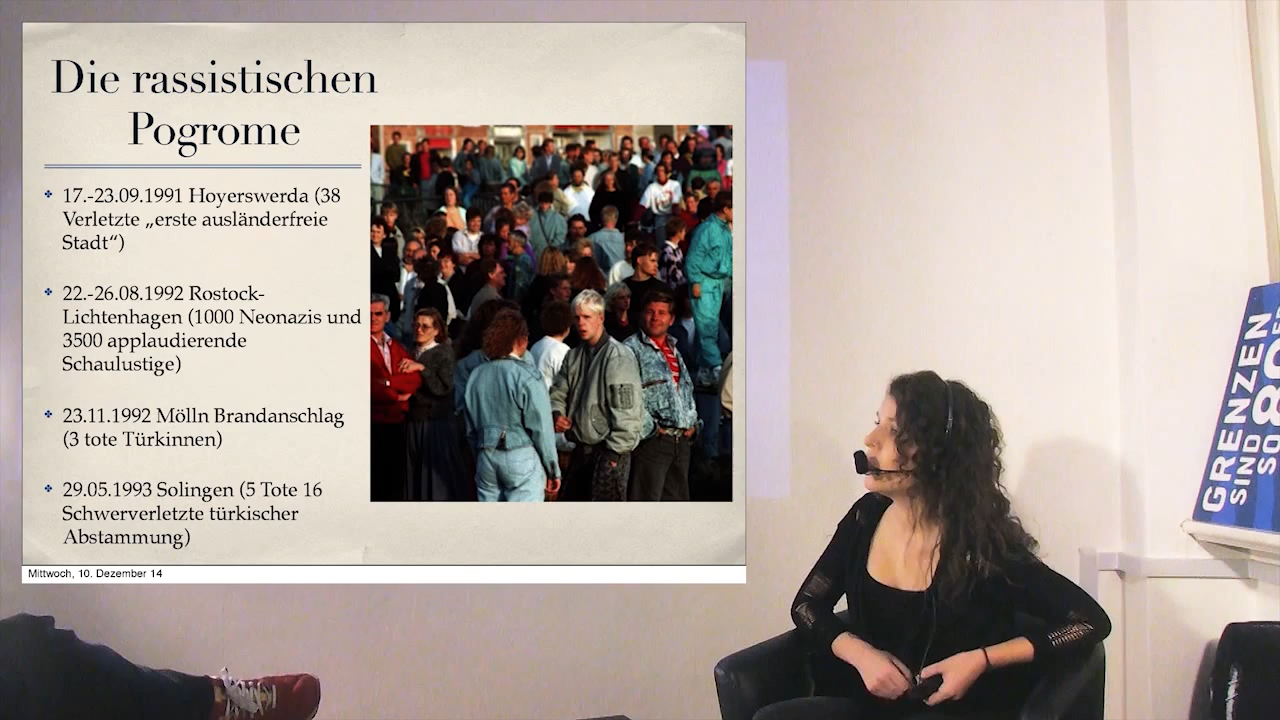 Die rassistischen
Pogrome
17.-23.09.1991 Hoyerswerda (38
Verletzte „erste ausländerfreie
Stadt“)
22.-26.08.1992 Rostock-
Lichtenhagen (1000 Neonazis und
3500 applaudierende
Schaulustige)
23.11.1992 Mölln Brandanschlag
(3 tote Türkinnen)
29.05.1993 Solingen (5 Tote 16
Schwerverletzte türkischer
Abstammung)
Mittwoch, 10. Dezember 14
GRENZEN
SIND
SO
80